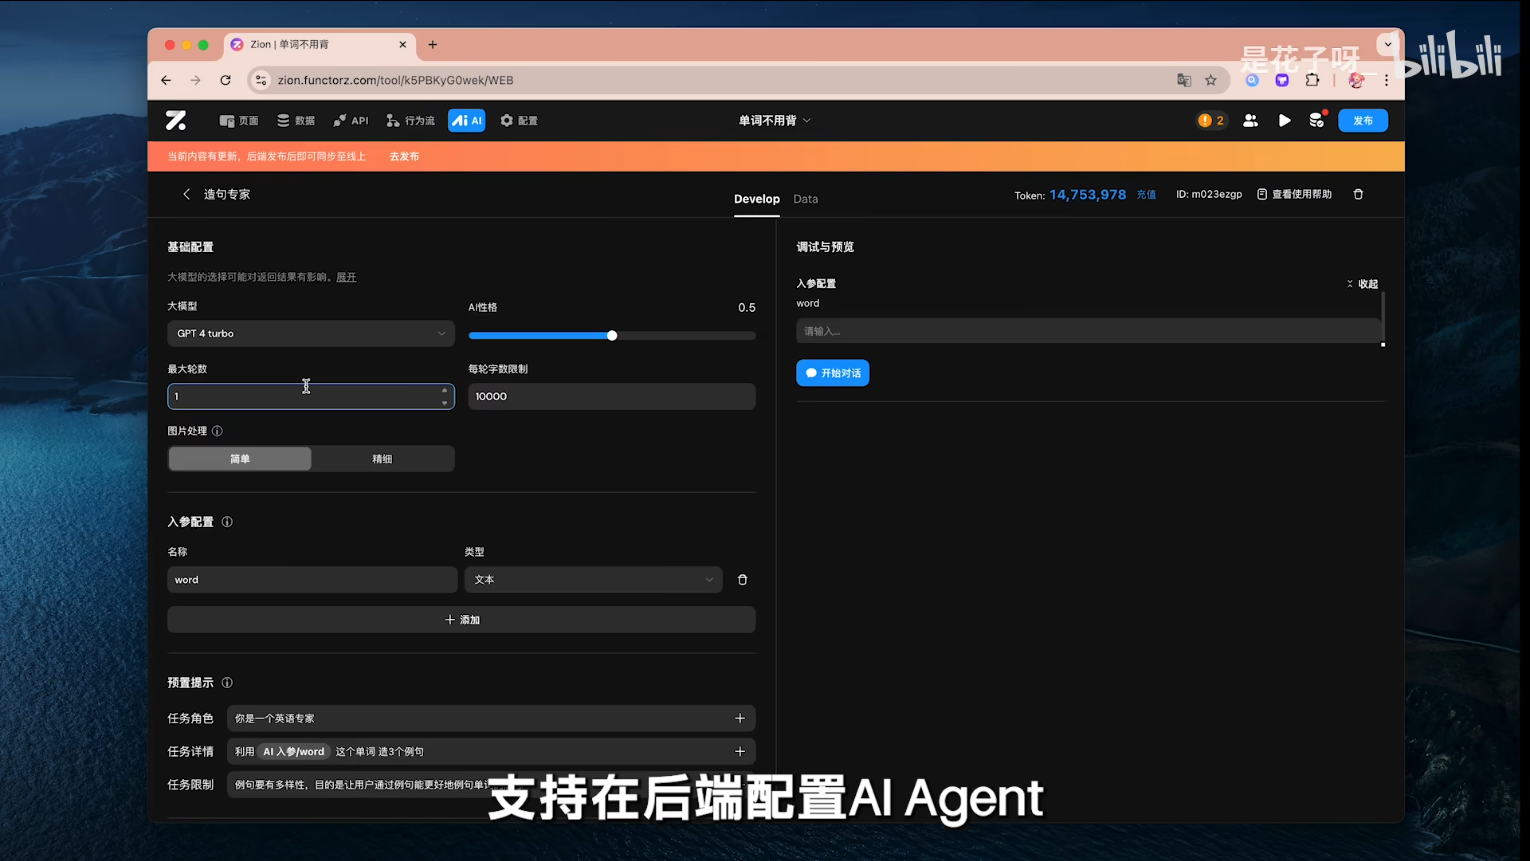 Zion | 单词不用背
是花子呀_ bilibili
zion.functorz.com/tool/k5PBKyG0wek/WEB
页面 数据 API 行为流 Ai AI 配置
单词不用背
2
发布
当前内容有更新，后端发布后即可同步至线上 去发布
造句专家
Develop Data
Token: 14,753,978 充值 ID: m023ezgp 查看使用帮助
基础配置
大模型的选择可能对返回结果有影响。展开
大模型
AI性格 0.5
GPT 4 turbo
最大轮数
每轮字数限制
1
10000
图片处理
简单 精细
入参配置
名称 类型
word 文本
添加
预置提示
任务角色 你是一个英语专家
任务详情 利用 AI 入参/word 这个单词 造3个例句
任务限制 例句要有多样性，目的是让用户通过例句能更好地例句单
调试与预览
入参配置 收起
word
请输入...
开始对话
支持在后端配置AI Agent